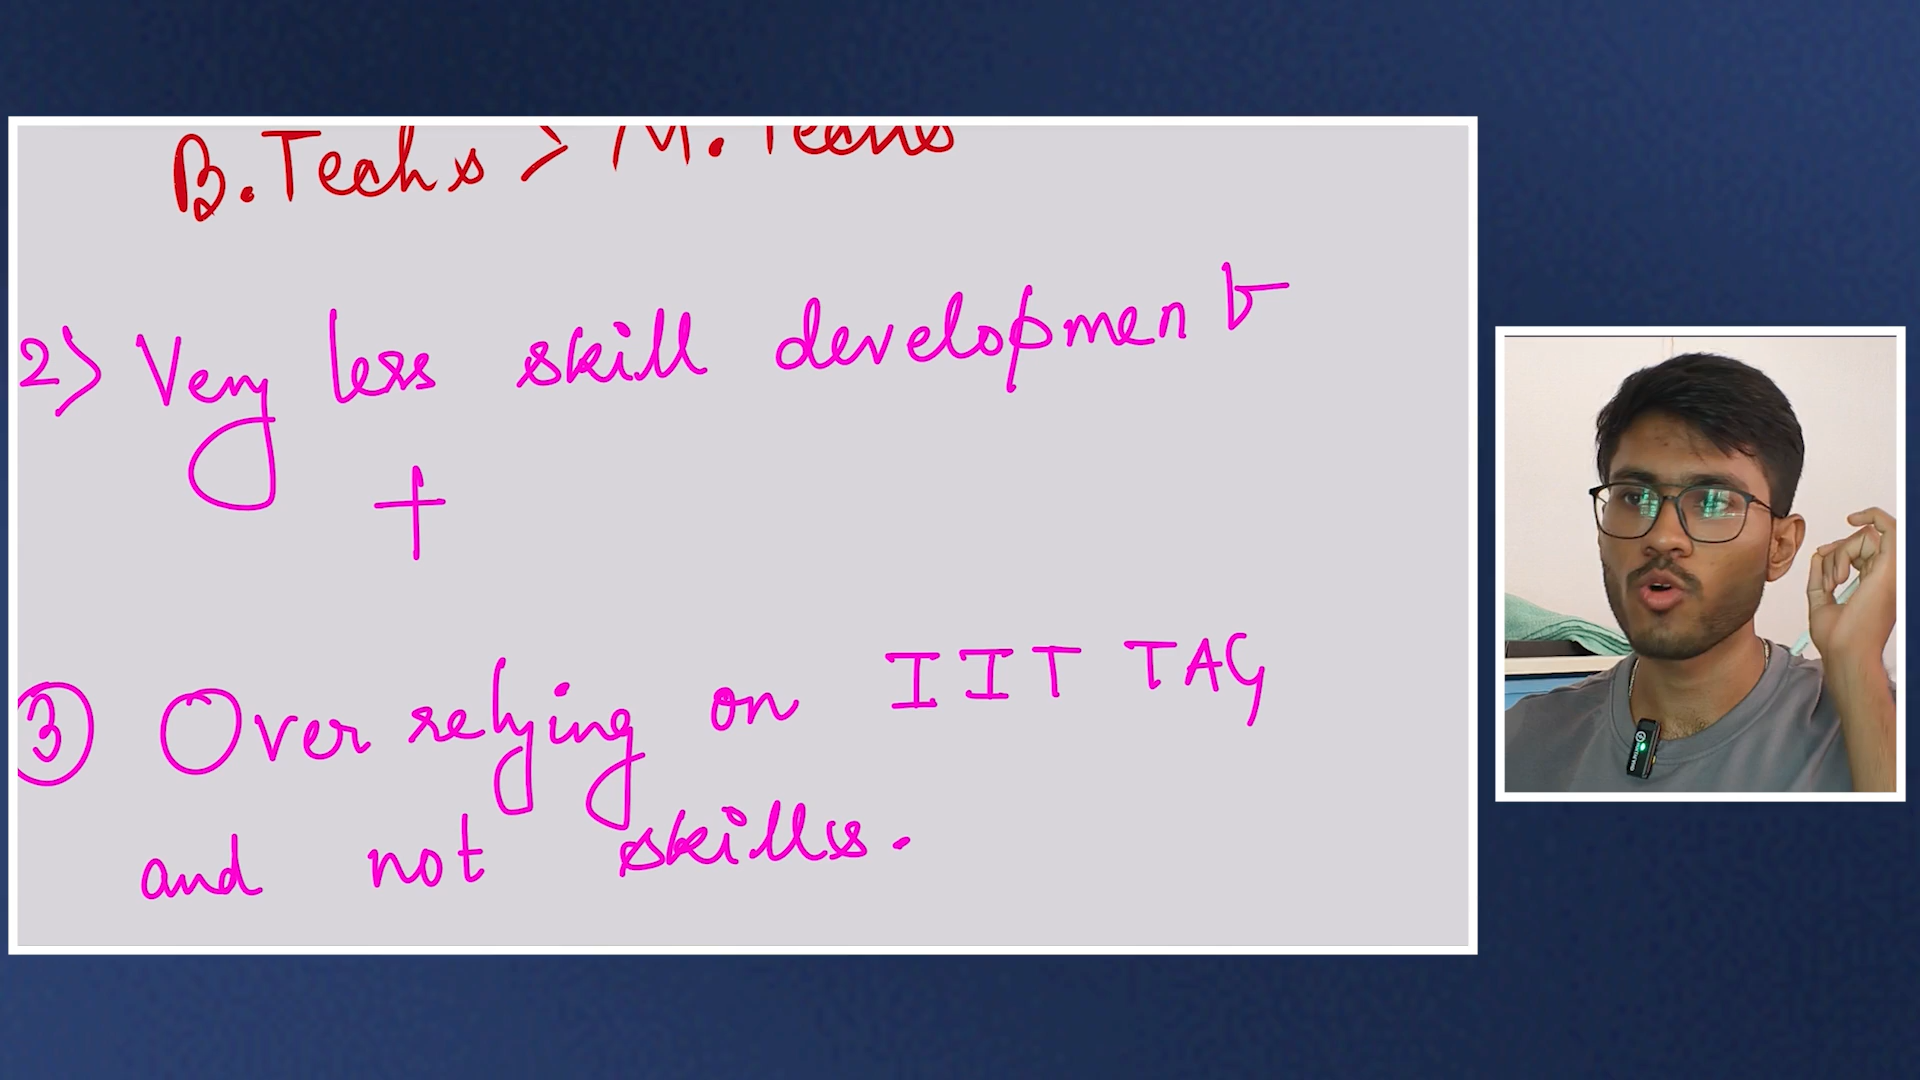 B.Techs > M.Techs
2) Very less skill development
+
3 Over relying on IIT TAG
and not skills.